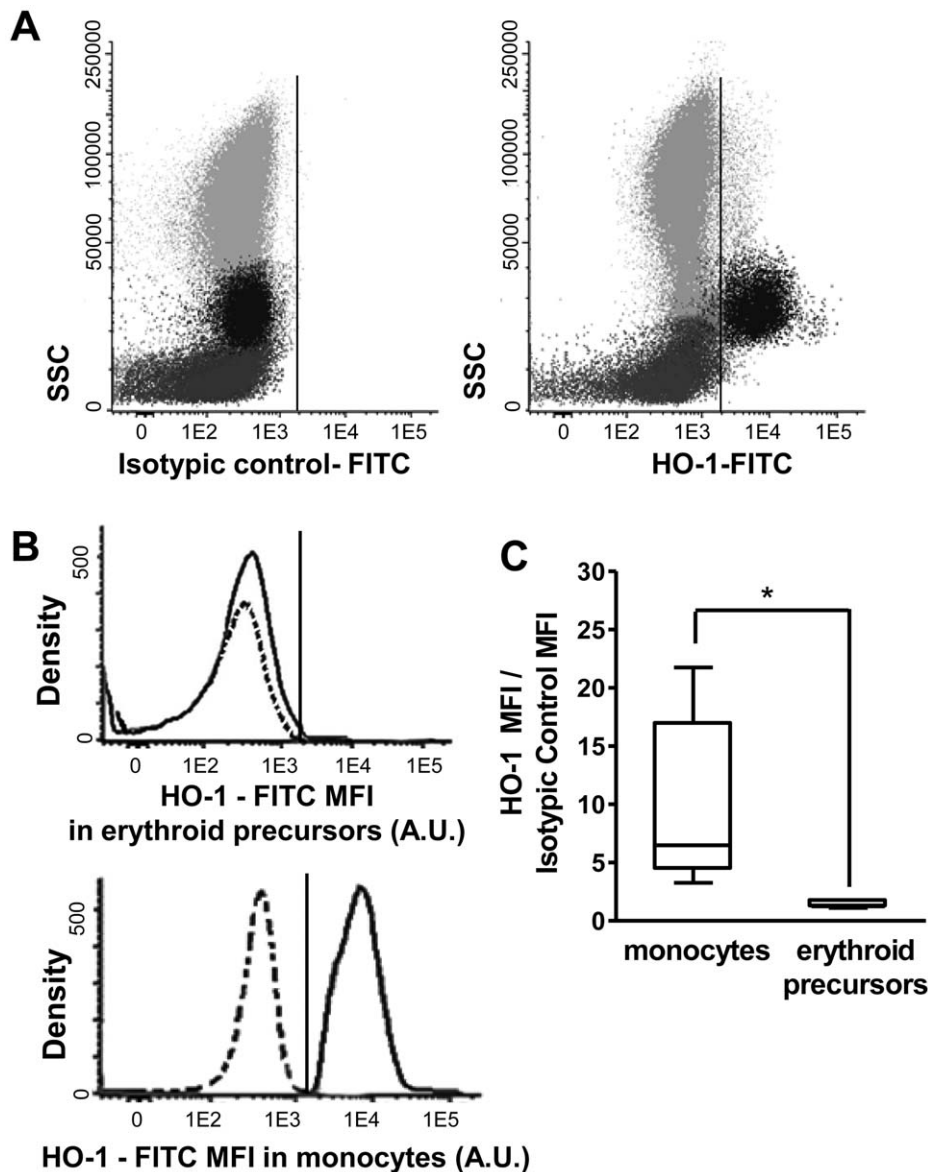 A
SSC
250000
100000
50000
0
0 1E2 1E3 1E4 1E5
Isotypic control- FITC
SSC
250000
100000
50000
0
0 1E2 1E3 1E4 1E5
HO-1-FITC
B
Density
500
0
0 1E2 1E3 1E4 1E5
HO-1 - FITC MFI
in erythroid precursors (A.U.)
Density
500
0
0 1E2 1E3 1E4 1E5
HO-1 - FITC MFI in monocytes (A.U.)
C
HO-1 MFI /
Isotypic Control MFI
30
25
20
15
10
5
0
*
monocytes
erythroid
precursors